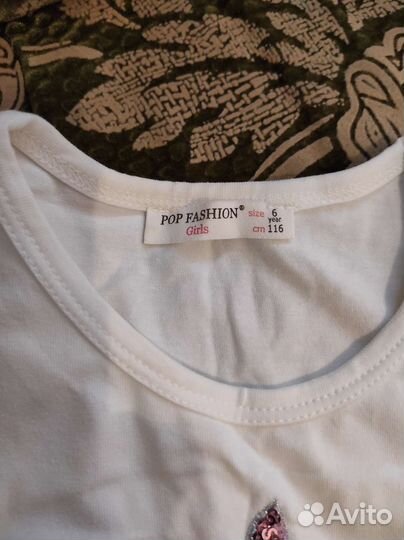 POP FASHION®
Girls
size 6
year
cm 116
Avito